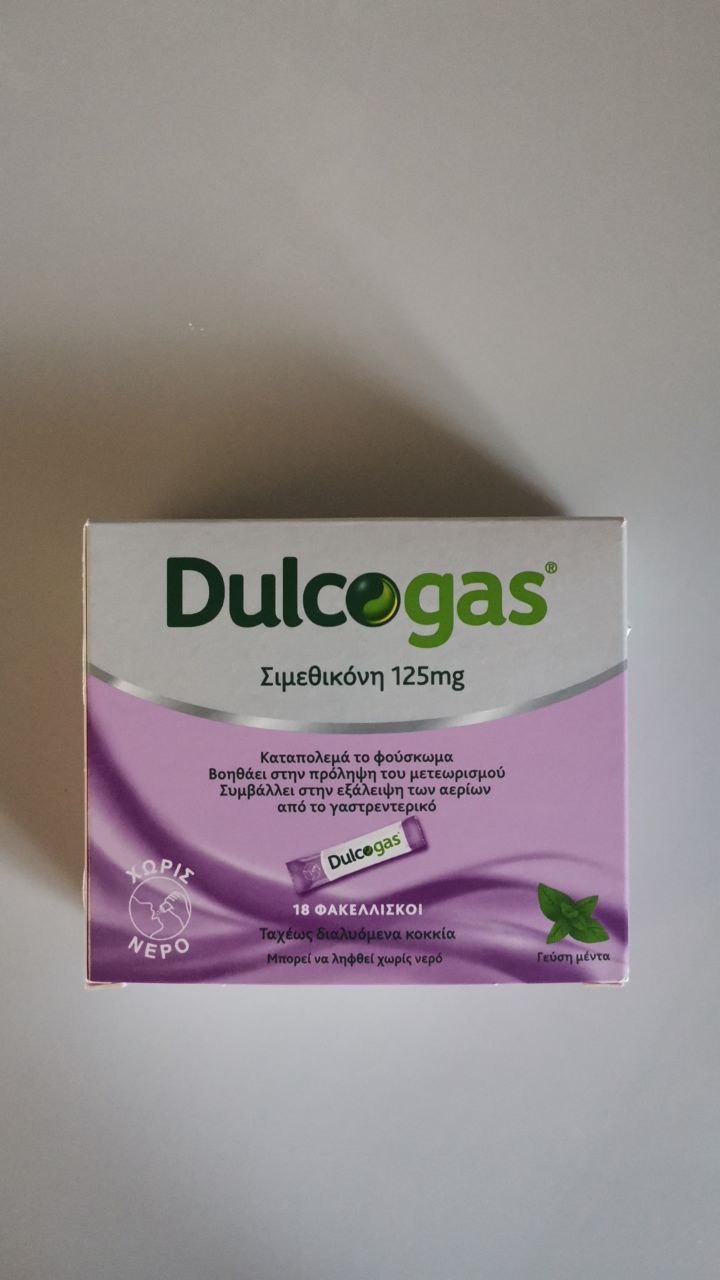 Dulcogas®
Σιμεθικόνη 125mg
Καταπολεμά το φούσκωμα
Βοηθάει στην πρόληψη του μετεωρισμού
Συμβάλλει στην εξάλειψη των αερίων
από το γαστρεντερικό
Dulcogas
18 ΦΑΚΕΛΛΙΣΚΟΙ
Ταχέως διαλυόμενα κοκκία
Μπορεί να ληφθεί χωρίς νερό
ΧΩΡΙΣ
ΝΕΡΟ
Γεύση μέντα